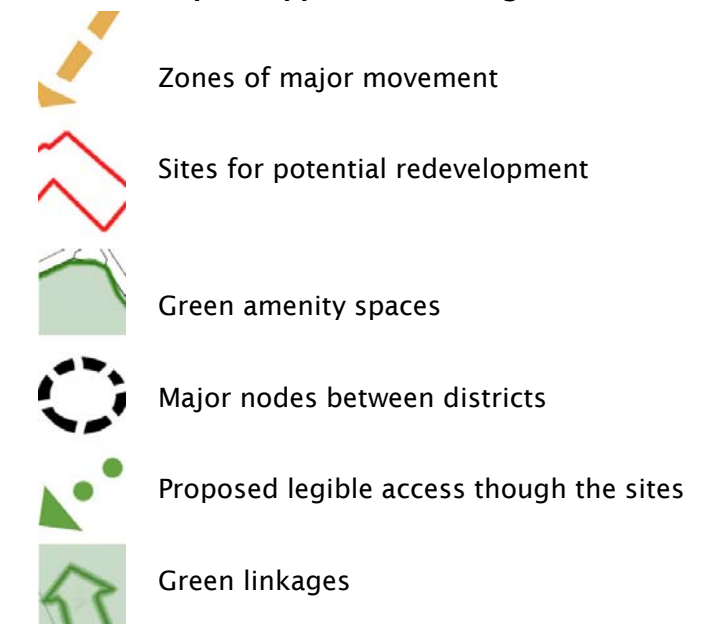 Zones of major movement
Sites for potential redevelopment
Green amenity spaces
Major nodes between districts
Proposed legible access though the sites
Green linkages